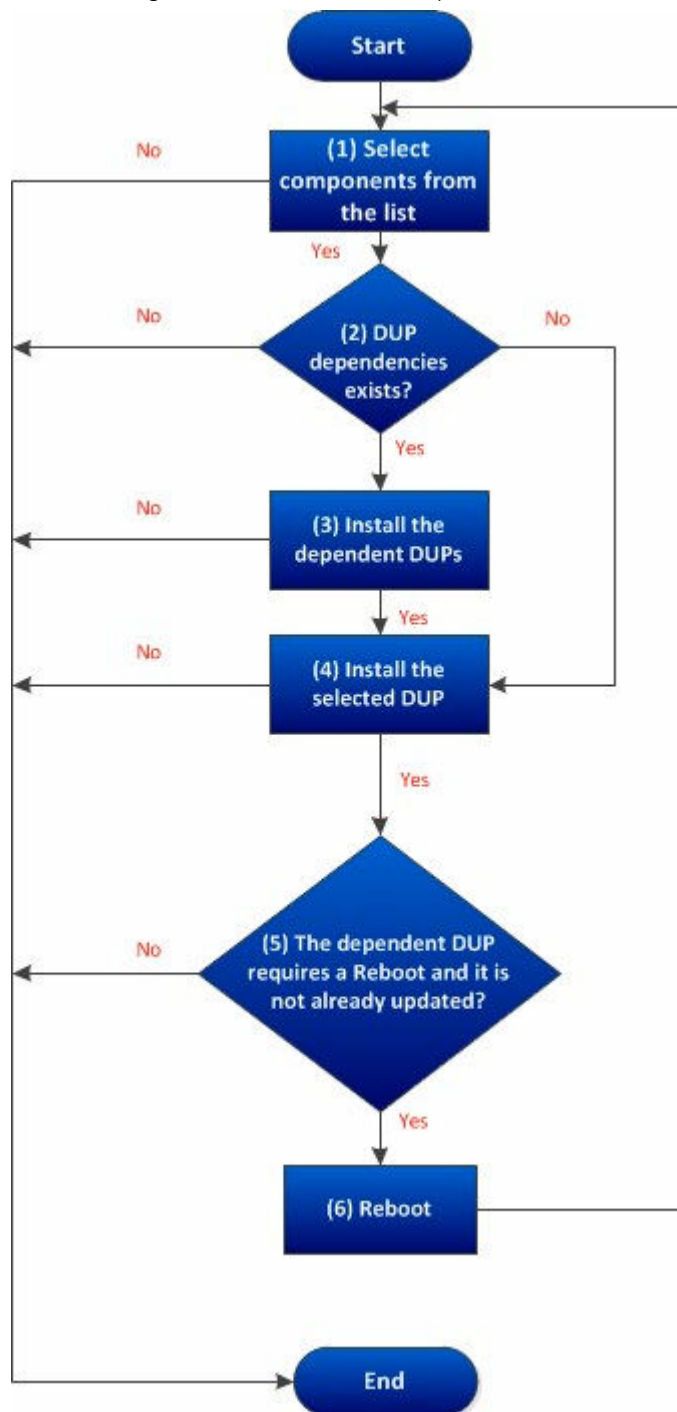 Start
No
(1) Select
components from
the list
Yes
No
(2) DUP
dependencies
exists?
No
Yes
No
(3) Install the
dependent DUPs
Yes
No
(4) Install the
selected DUP
Yes
No
(5) The dependent DUP
requires a Reboot and it is
not already updated?
Yes
(6) Reboot
End